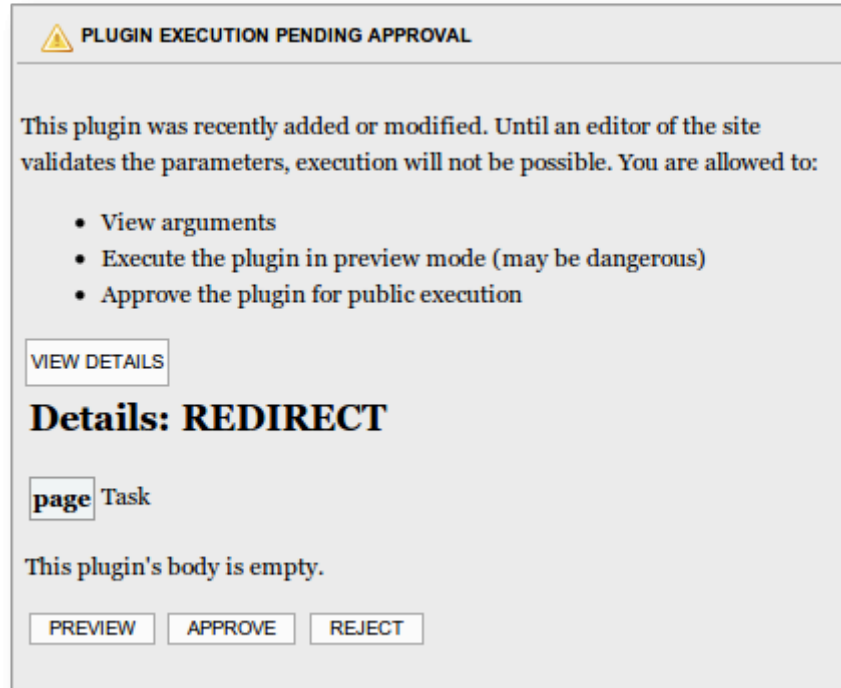 PLUGIN EXECUTION PENDING APPROVAL
This plugin was recently added or modified. Until an editor of the site
validates the parameters, execution will not be possible. You are allowed to:
• View arguments
• Execute the plugin in preview mode (may be dangerous)
• Approve the plugin for public execution
VIEW DETAILS
Details: REDIRECT
page Task
This plugin's body is empty.
PREVIEW APPROVE REJECT